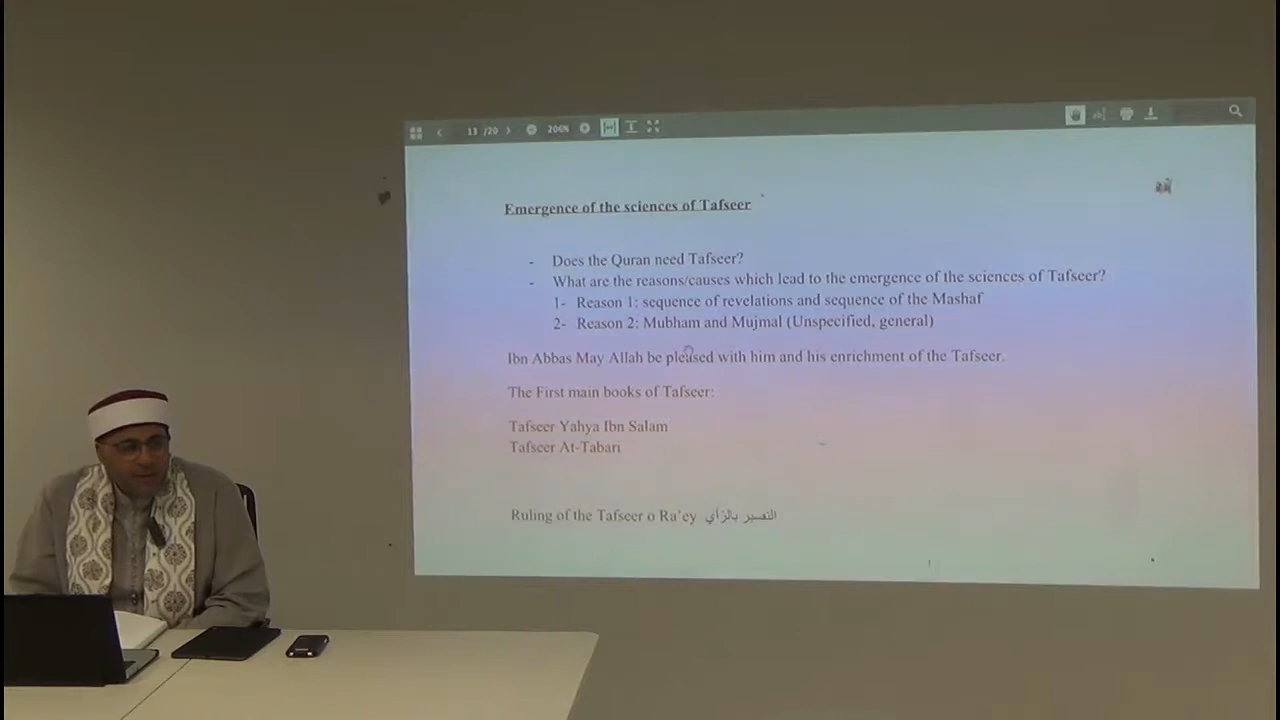 13 /20 206%
Emergence of the sciences of Tafseer
- Does the Quran need Tafseer?
- What are the reasons/causes which lead to the emergence of the sciences of Tafseer?
1- Reason 1: sequence of revelations and sequence of the Mashaf
2- Reason 2: Mubham and Mujmal (Unspecified, general)
Ibn Abbas May Allah be pleased with him and his enrichment of the Tafseer.
The First main books of Tafseer:
Tafseer Yahya Ibn Salam
Tafseer At-Tabari
Ruling of the Tafseer o Ra'ey التفسير بالرأي